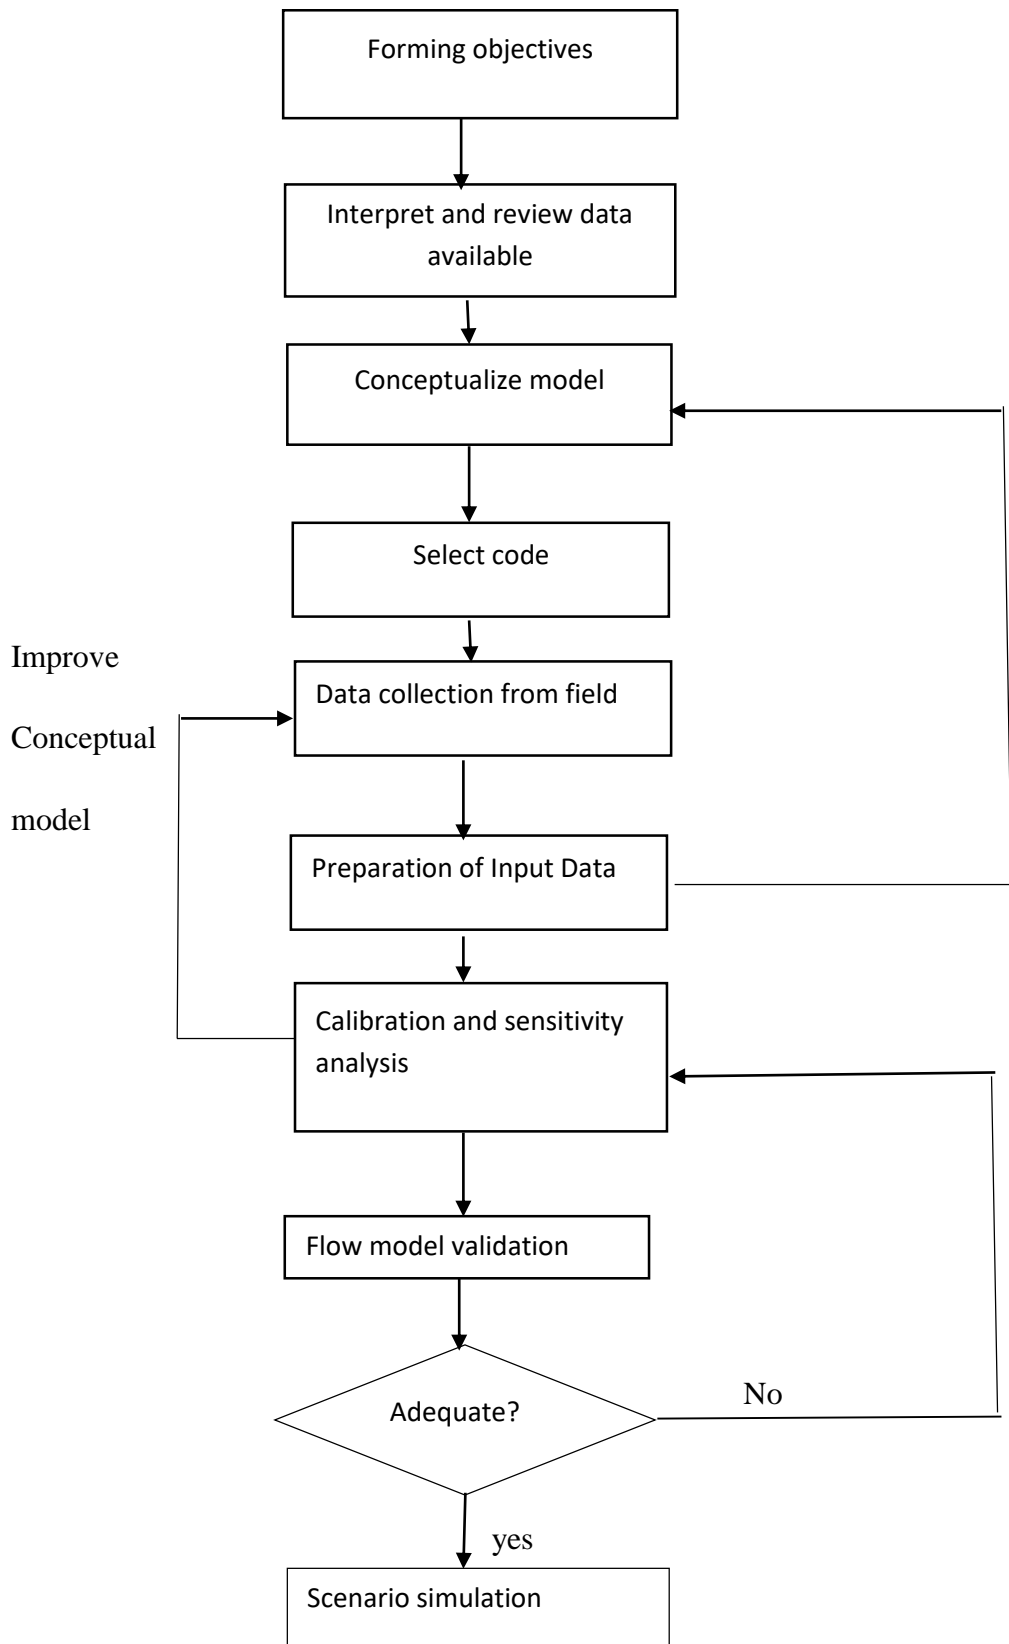 Forming objectives
Interpret and review data
available
Conceptualize model
Select code
Improve
Conceptual
model
Data collection from field
Preparation of Input Data
Calibration and sensitivity
analysis
Flow model validation
Adequate?
No
yes
Scenario simulation